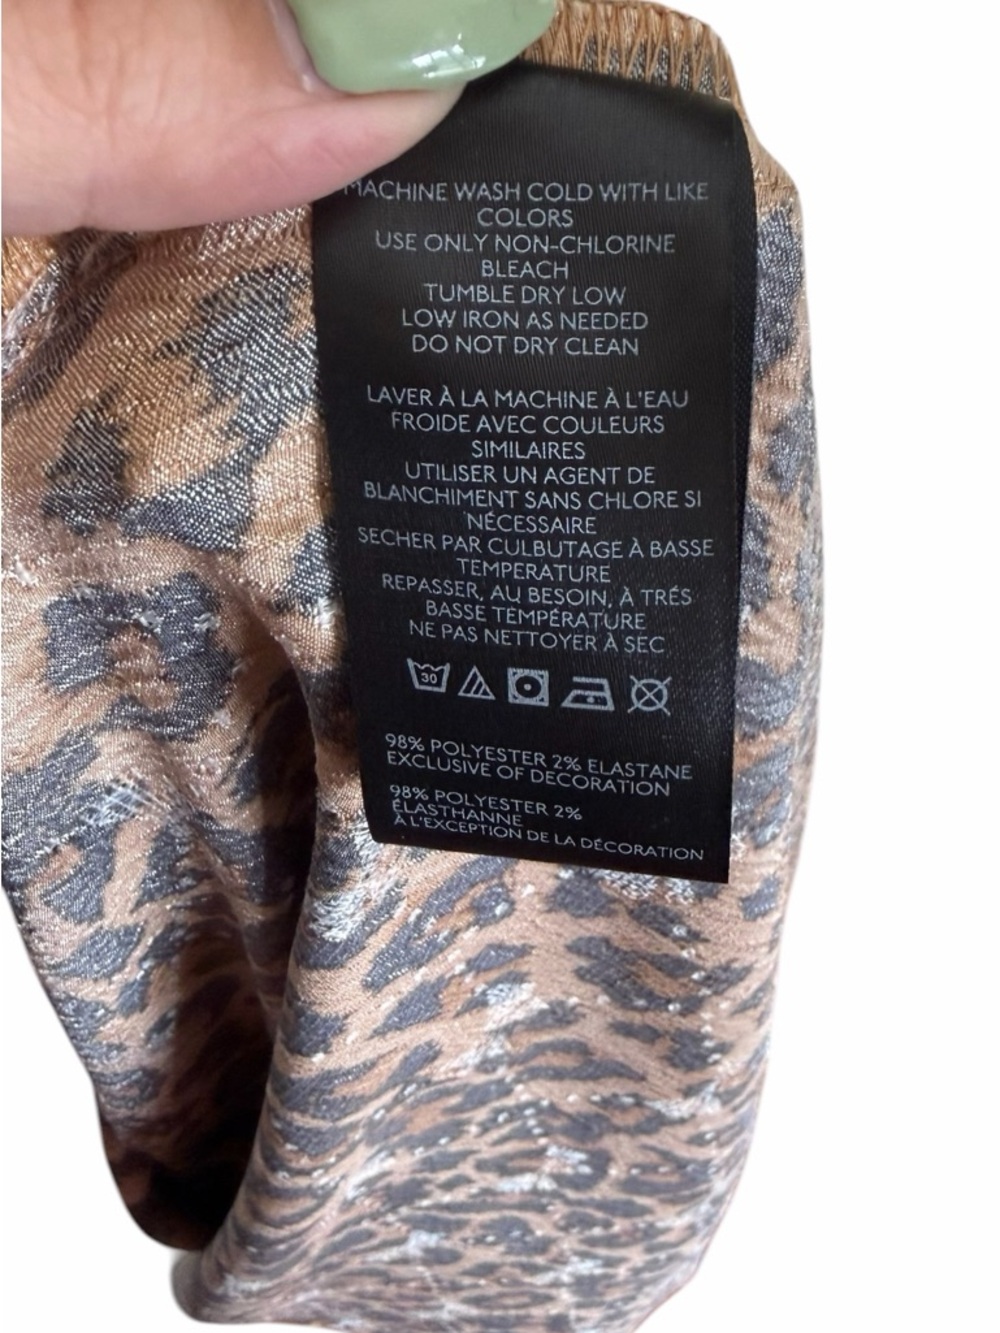 MACHINE WASH COLD WITH LIKE
COLORS
USE ONLY NON-CHLORINE
BLEACH
TUMBLE DRY LOW
LOW IRON AS NEEDED
DO NOT DRY CLEAN
LAVER À LA MACHINE À L'EAU
FROIDE AVEC COULEURS
SIMILAIRES
UTILISER UN AGENT DE
BLANCHIMENT SANS CHLORE SI
NÉCESSAIRE
SECHER PAR CULBUTAGE À BASSE
TEMPERATURE
REPASSER, AU BESOIN, À TRÉS
BASSE TEMPÉRATURE
NE PAS NETTOYER À SEC
30
98% POLYESTER 2% ELASTANE
EXCLUSIVE OF DECORATION
98% POLYESTER 2%
ÉLASTHANNE
À L'EXCEPTION DE LA DÉCORATION